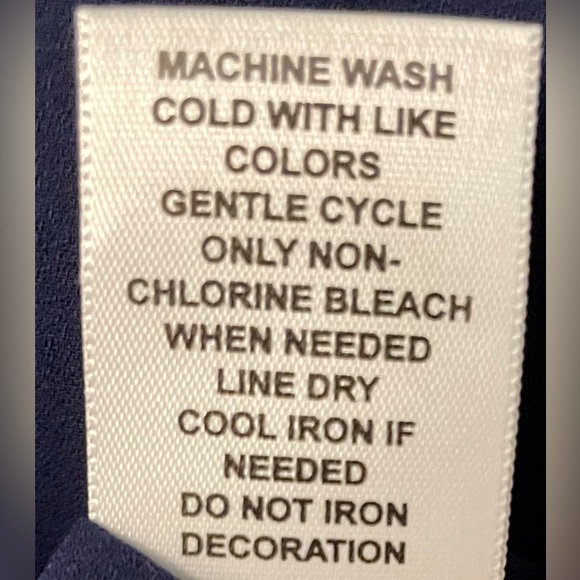 MACHINE WASH
COLD WITH LIKE
COLORS
GENTLE CYCLE
ONLY NON-
CHLORINE BLEACH
WHEN NEEDED
LINE DRY
COOL IRON IF
NEEDED
DO NOT IRON
DECORATION